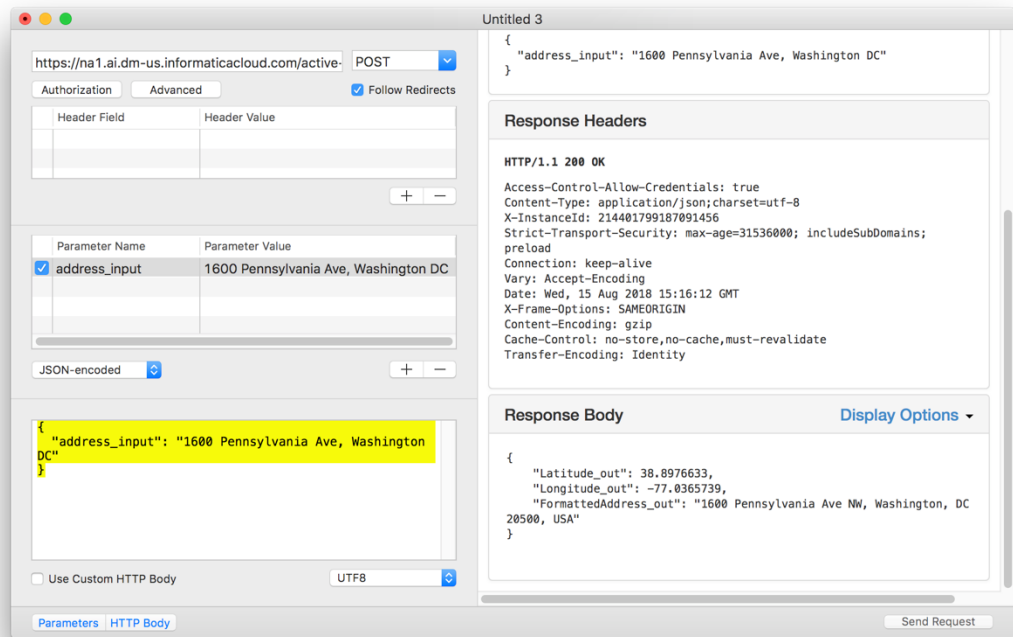 Untitled 3
https://na1.ai.dm-us.informaticacloud.com/active-
POST
Authorization
Advanced
Follow Redirects
Header Field
Header Value
+
−
Parameter Name
Parameter Value
address_input
1600 Pennsylvania Ave, Washington DC
JSON-encoded
+
−
{
"address_input": "1600 Pennsylvania Ave, Washington
DC"
}
Use Custom HTTP Body
UTF8
Parameters
HTTP Body
{
"address_input": "1600 Pennsylvania Ave, Washington DC"
}
Response Headers
HTTP/1.1 200 OK
Access-Control-Allow-Credentials: true
Content-Type: application/json;charset=utf-8
X-InstanceId: 214401799187091456
Strict-Transport-Security: max-age=31536000; includeSubDomains;
preload
Connection: keep-alive
Vary: Accept-Encoding
Date: Wed, 15 Aug 2018 15:16:12 GMT
X-Frame-Options: SAMEORIGIN
Content-Encoding: gzip
Cache-Control: no-store,no-cache,must-revalidate
Transfer-Encoding: Identity
Response Body
Display Options
{
"Latitude_out": 38.8976633,
"Longitude_out": -77.0365739,
"FormattedAddress_out": "1600 Pennsylvania Ave NW, Washington, DC
20500, USA"
}
Send Request